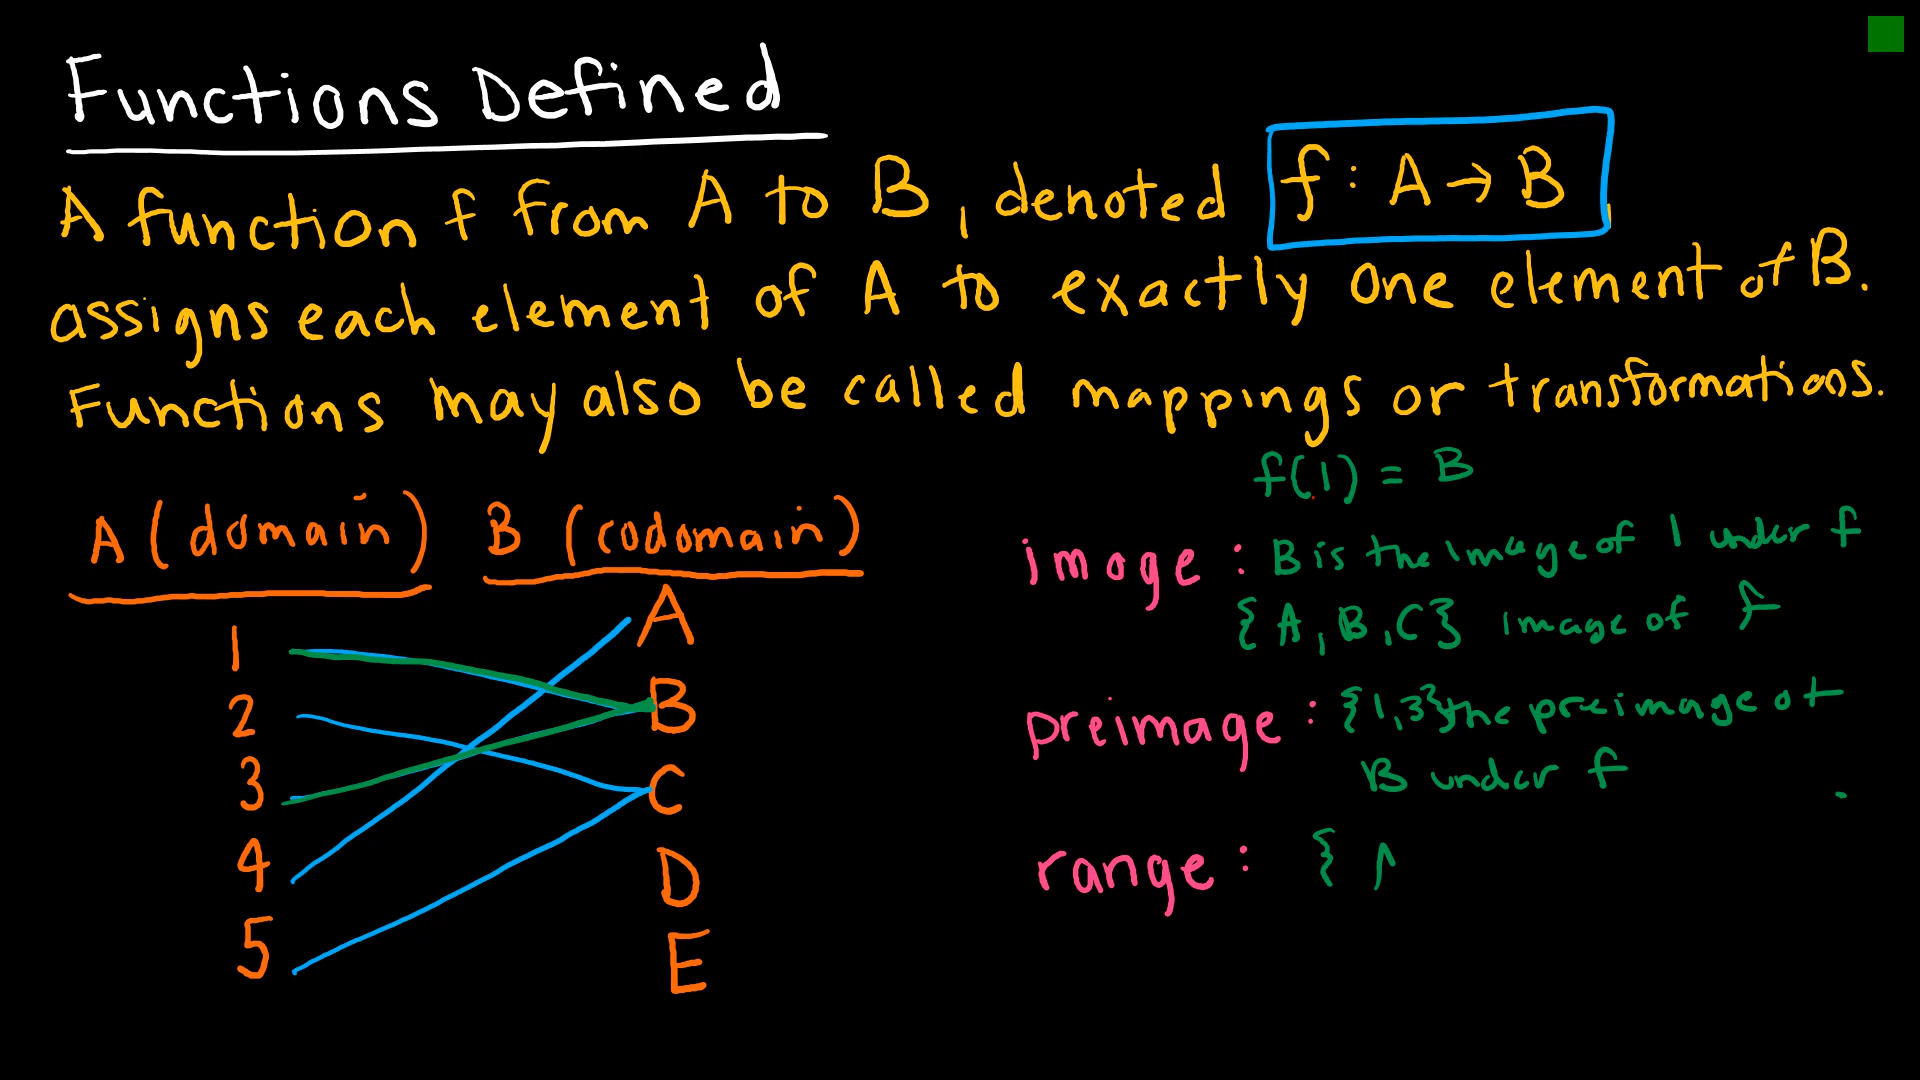 Functions Defined
A function f from A to B, denoted f: A → B,
assigns each element of A to exactly one element of B.
Functions may also be called mappings or transformations.
f(1) = B
A (domain) B (codomain)
image: B is the image of 1 under f
{A, B, C} image of f
preimage: {1,3} the preimage of
B under f
range: {
1 A
2 B
3 C
4 D
5 E